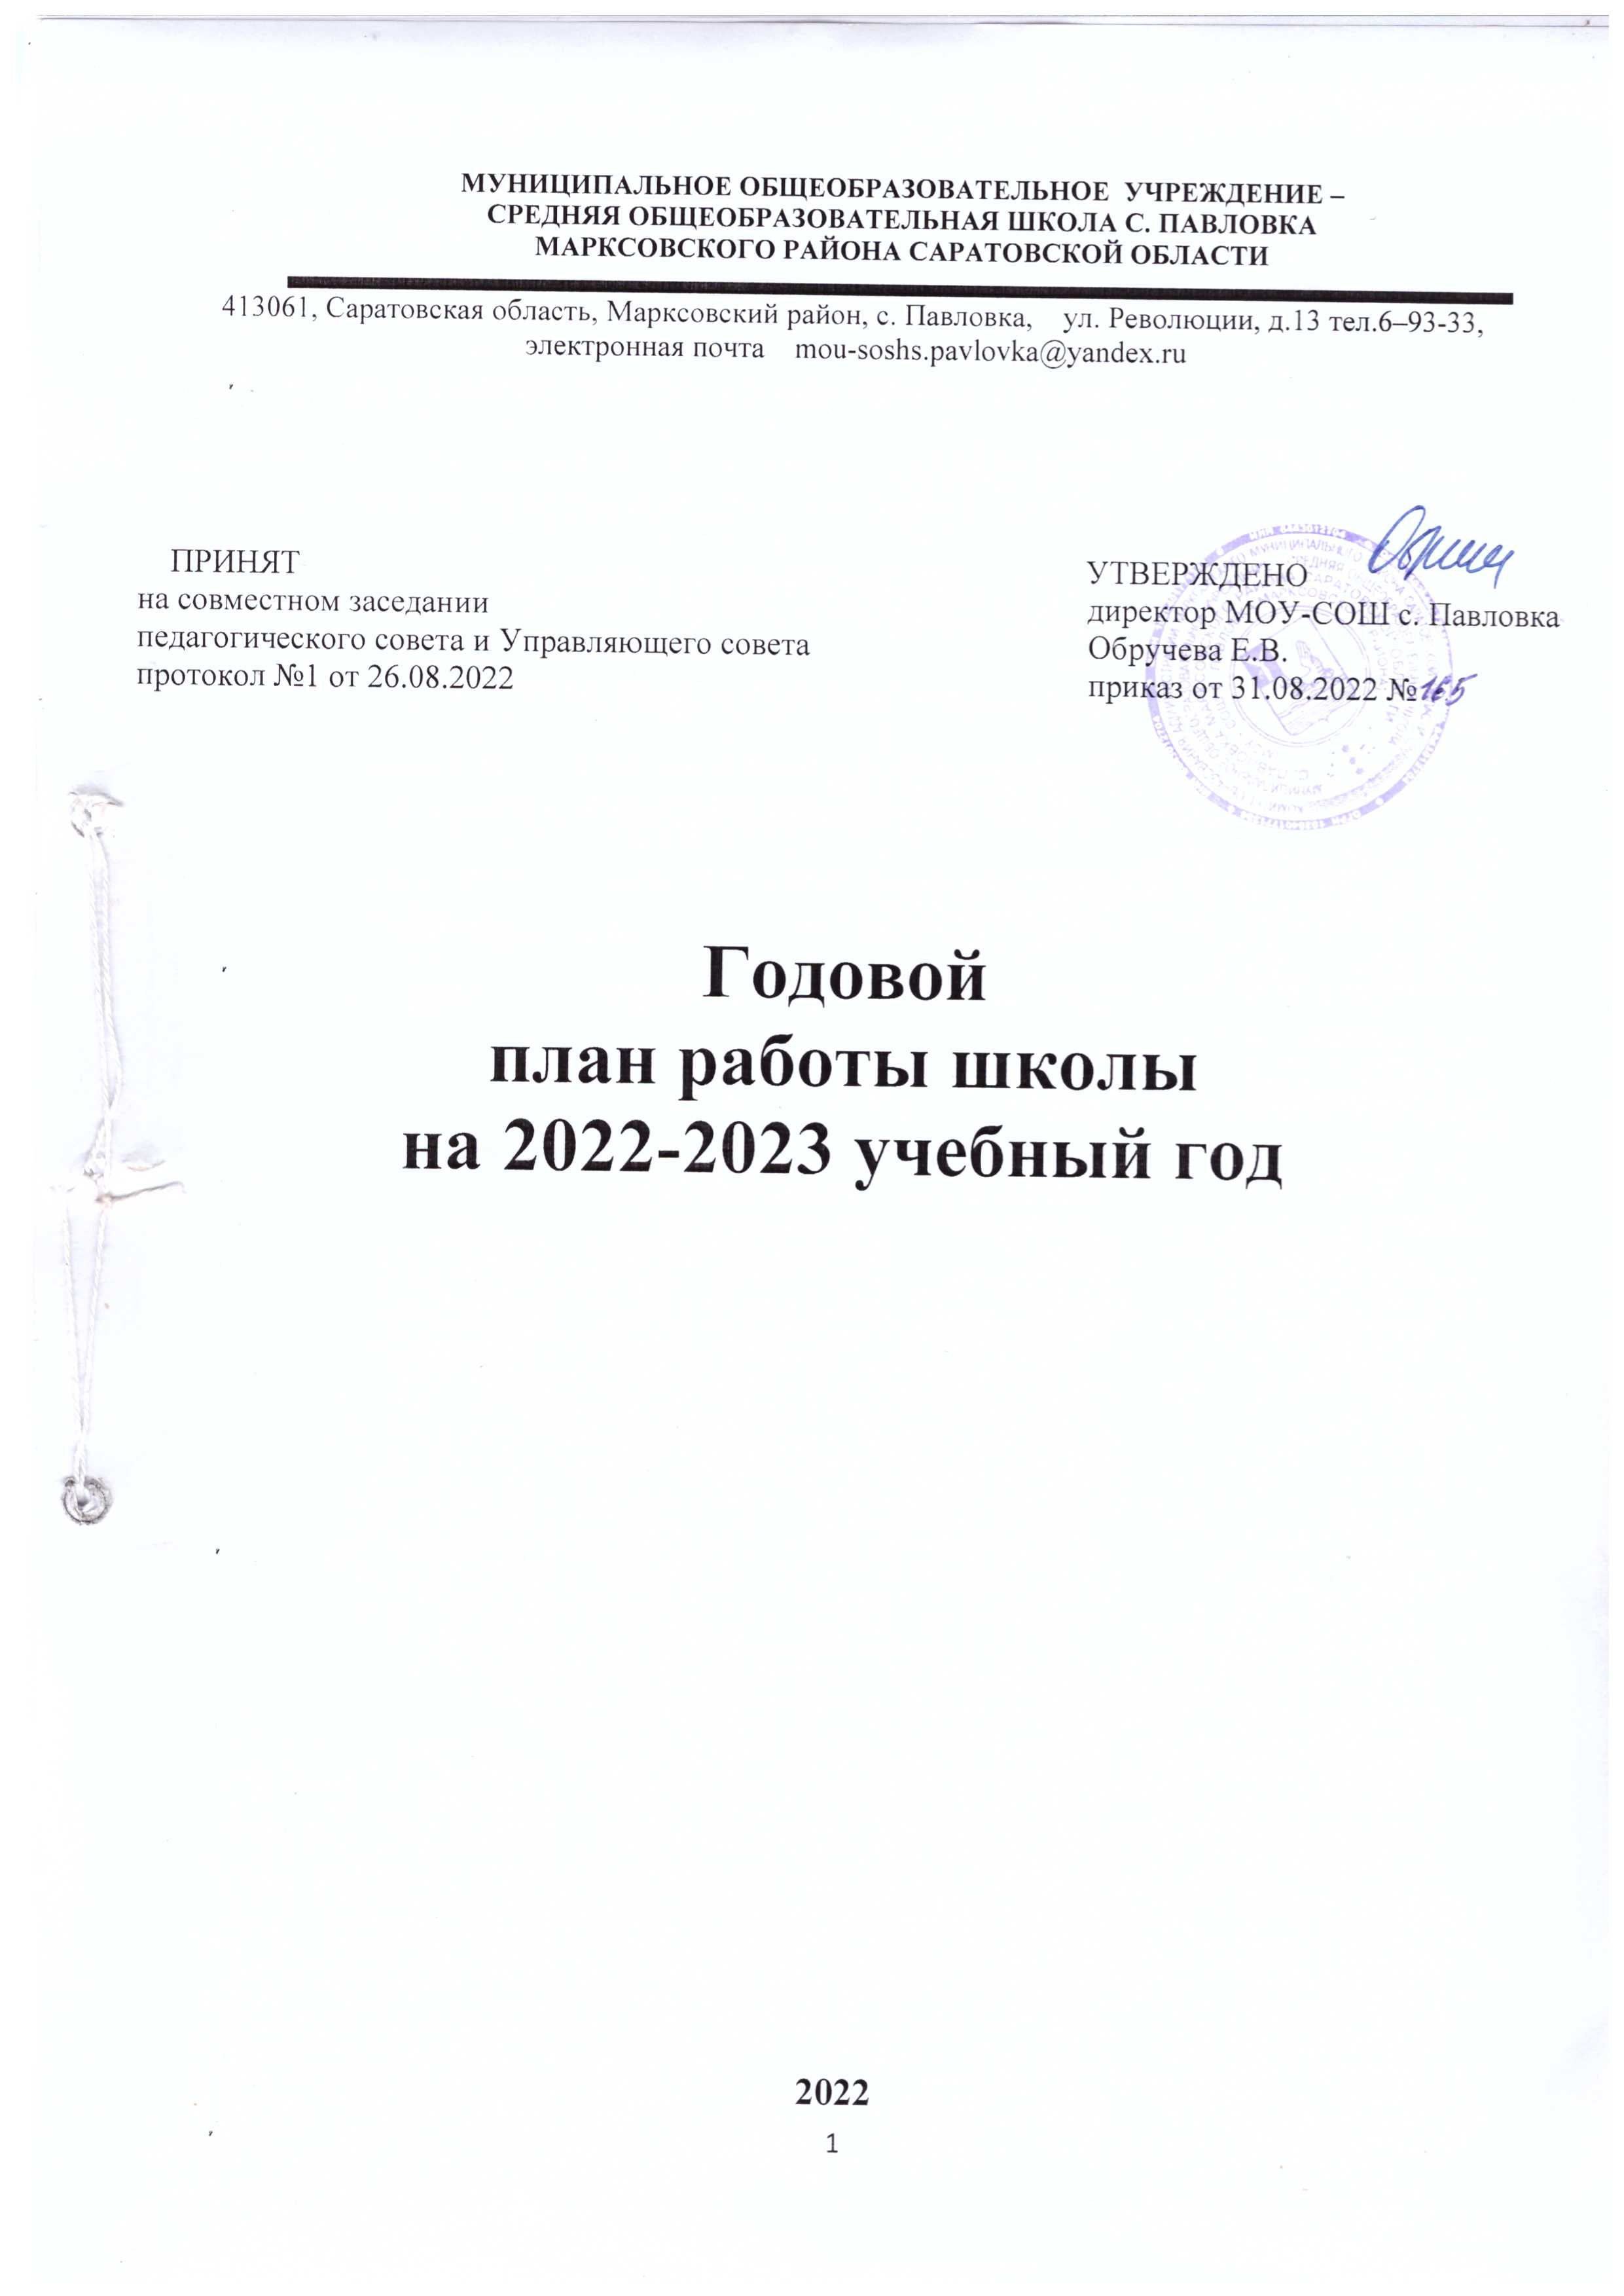 МУНИЦИПАЛЬНОЕ ОБЩЕОБРАЗОВАТЕЛЬНОЕ УЧРЕЖДЕНИЕ –
СРЕДНЯЯ ОБЩЕОБРАЗОВАТЕЛЬНАЯ ШКОЛА С. ПАВЛОВКА
МАРКСОВСКОГО РАЙОНА САРАТОВСКОЙ ОБЛАСТИ
413061, Саратовская область, Марксовский район, с. Павловка, ул. Революции, д.13 тел.6–93-33,
электронная почта mou-soshs.pavlovka@yandex.ru
ПРИНЯТ
на совместном заседании
педагогического совета и Управляющего совета
протокол №1 от 26.08.2022
УТВЕРЖДЕНО
директор МОУ-СОШ с. Павловка
Обручева Е.В.
приказ от 31.08.2022 №165
Годовой
план работы школы
на 2022-2023 учебный год
2022
1